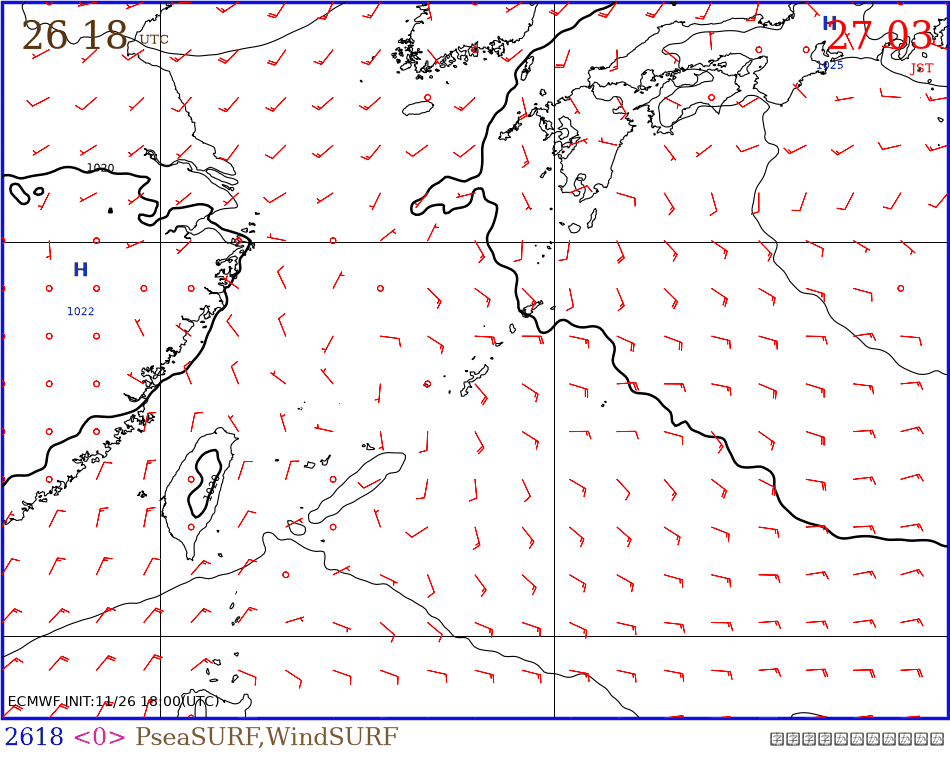 26 18 UTC
H 27 03
1025
JST
1020
H
1022
1020
ECMWF INIT:11/26 18:00(UTC)
2618 <0> PseaSURF,WindSURF